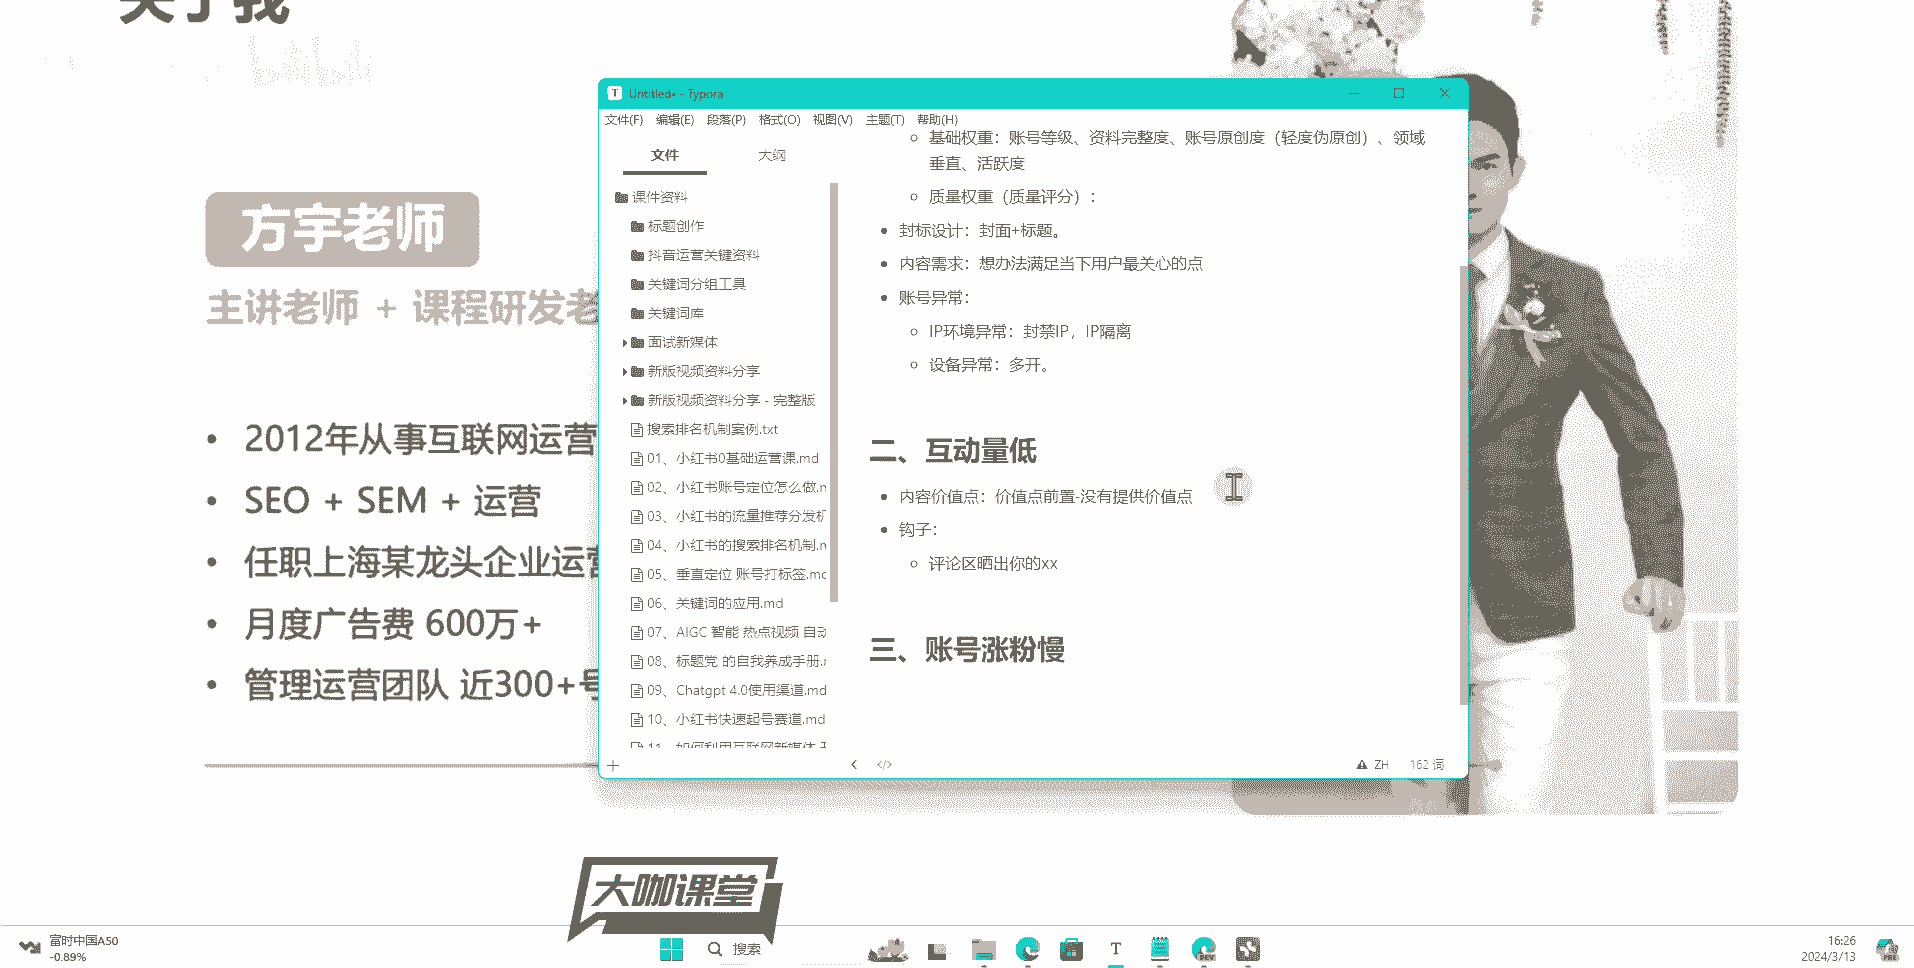 关于我
bilibili
方宇老师
主讲老师 + 课程研发老
• 2012年从事互联网运营
• SEO + SEM + 运营
• 任职上海某龙头企业运营
• 月度广告费 600万+
• 管理运营团队 近300+号
Untitled• - Typora
文件(F) 编辑(E) 段落(P) 格式(O) 视图(V) 主题(T) 帮助(H)
文件 大纲
课件资料
标题创作
抖音运营关键资料
关键词分组工具
关键词库
面试新媒体
新版视频资料分享
新版视频资料分享 - 完整版
搜索排名机制案例.txt
01、小红书0基础运营课.md
02、小红书账号定位怎么做.m
03、小红书的流量推荐分发机
04、小红书的搜索排名机制.m
05、垂直定位 账号打标签.md
06、关键词的应用.md
07、AIGC 智能 热点视频 自动
08、标题党 的自我养成手册.
09、Chatgpt 4.0使用渠道.md
10、小红书快速起号赛道.md
11、如何利用互联网新媒体
基础权重：账号等级、资料完整度、账号原创度（轻度伪原创）、领域
垂直、活跃度
质量权重（质量评分）：
• 封标设计：封面+标题。
• 内容需求：想办法满足当下用户最关心的点
• 账号异常：
IP环境异常：封禁IP，IP隔离
设备异常：多开。
二、互动量低
• 内容价值点：价值点前置-没有提供价值点
• 钩子：
评论区晒出你的xx
三、账号涨粉慢
ZH 162 词
大咖课堂
富时中国A50
-0.89%
搜索
T
DEV
16:26
2024/3/13
PRE